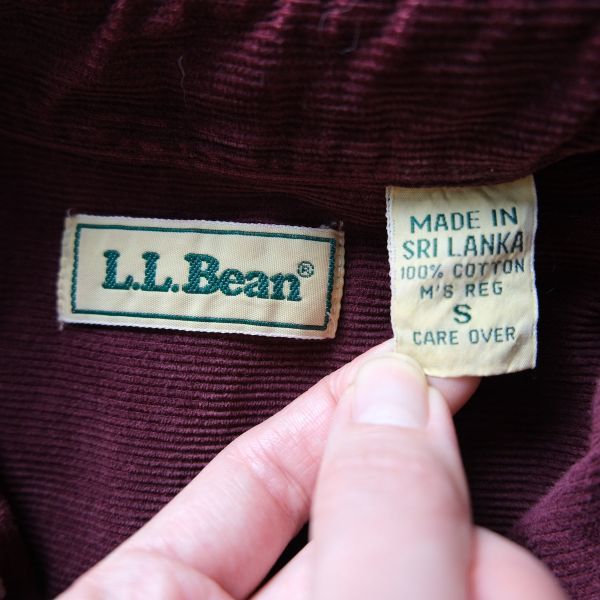 L.L.Bean®
MADE IN
SRI LANKA
100% COTTON
M'S REG
S
CARE OVER